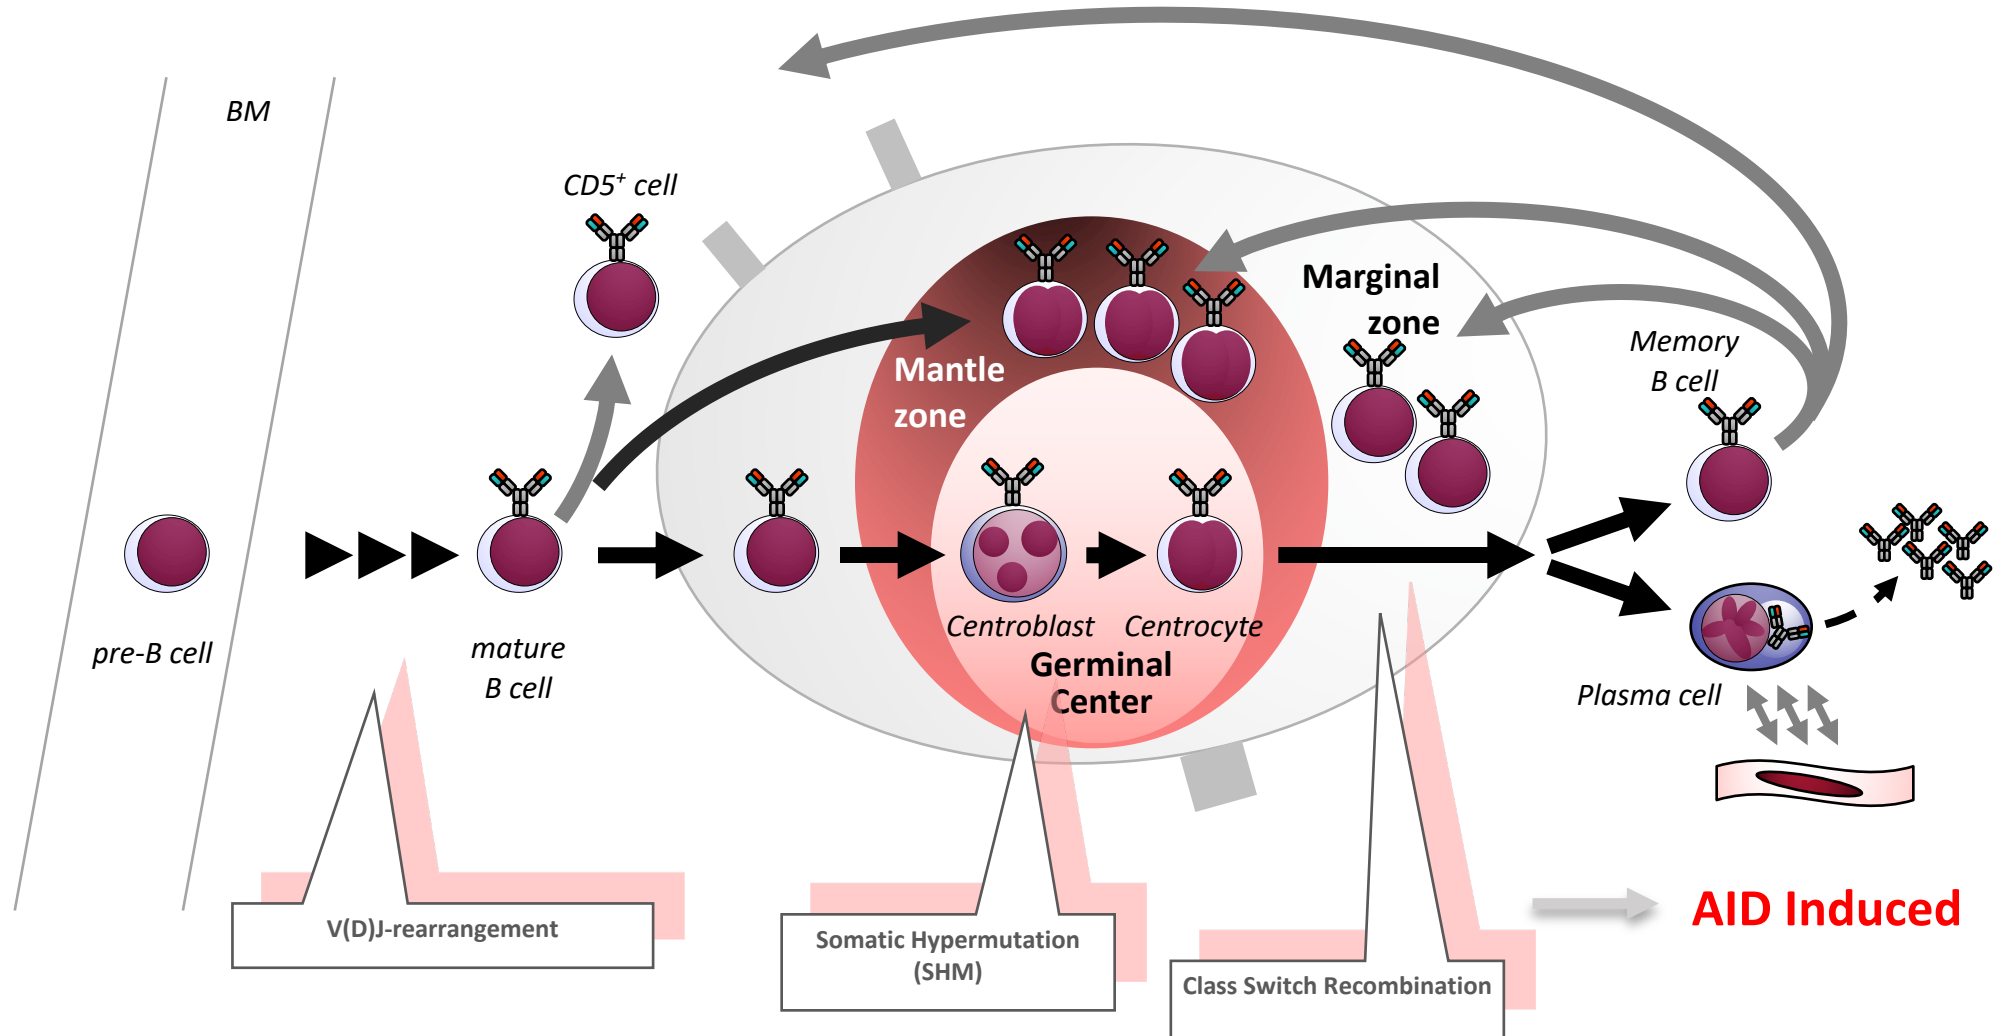 BM
CD5⁺ cell
Marginal
zone
Memory
B cell
Mantle
zone
pre-B cell
mature
B cell
Centroblast
Centrocyte
Germinal
Center
Plasma cell
V(D)J-rearrangement
Somatic Hypermutation
(SHM)
Class Switch Recombination
AID Induced